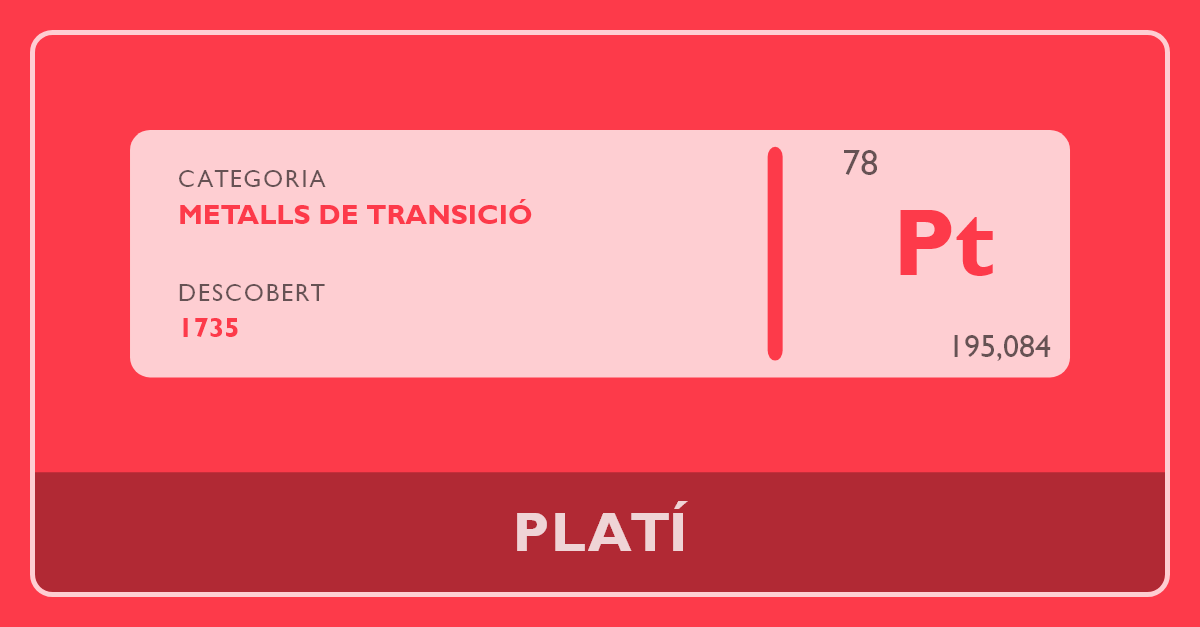 CATEGORIA
METALLS DE TRANSICIÓ
DESCOBERT
1735
78
Pt
195,084
PLATÍ